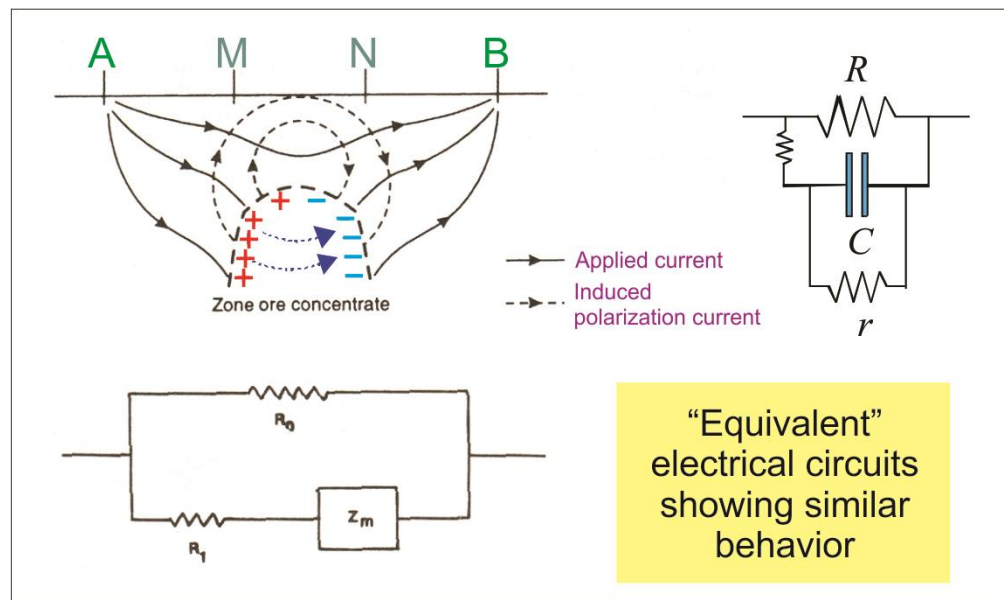 A M N B
R
C
r
Zone ore concentrate
Applied current
Induced
polarization current
R₀
R₁
Zₘ
“Equivalent”
electrical circuits
showing similar
behavior